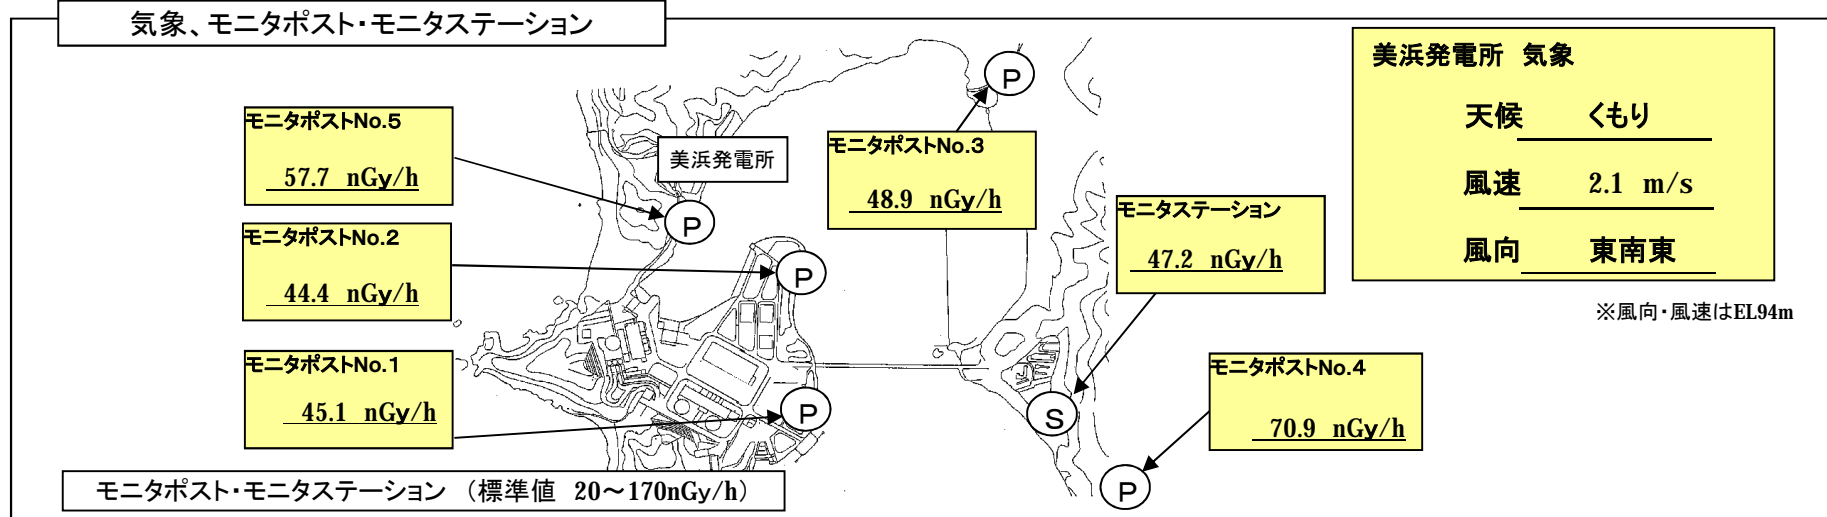 気象、モニタポスト・モニタステーション
美浜発電所 気象
天候 くもり
風速 2.1 m/s
風向 東南東
※風向・風速はEL94m
モニタポストNo.5
57.7 nGy/h
美浜発電所
モニタポストNo.3
48.9 nGy/h
P
P
モニタポストNo.2
44.4 nGy/h
P
モニタステーション
47.2 nGy/h
モニタポストNo.1
45.1 nGy/h
P
S
モニタポストNo.4
70.9 nGy/h
P
モニタポスト・モニタステーション (標準値 20～170nGy/h)